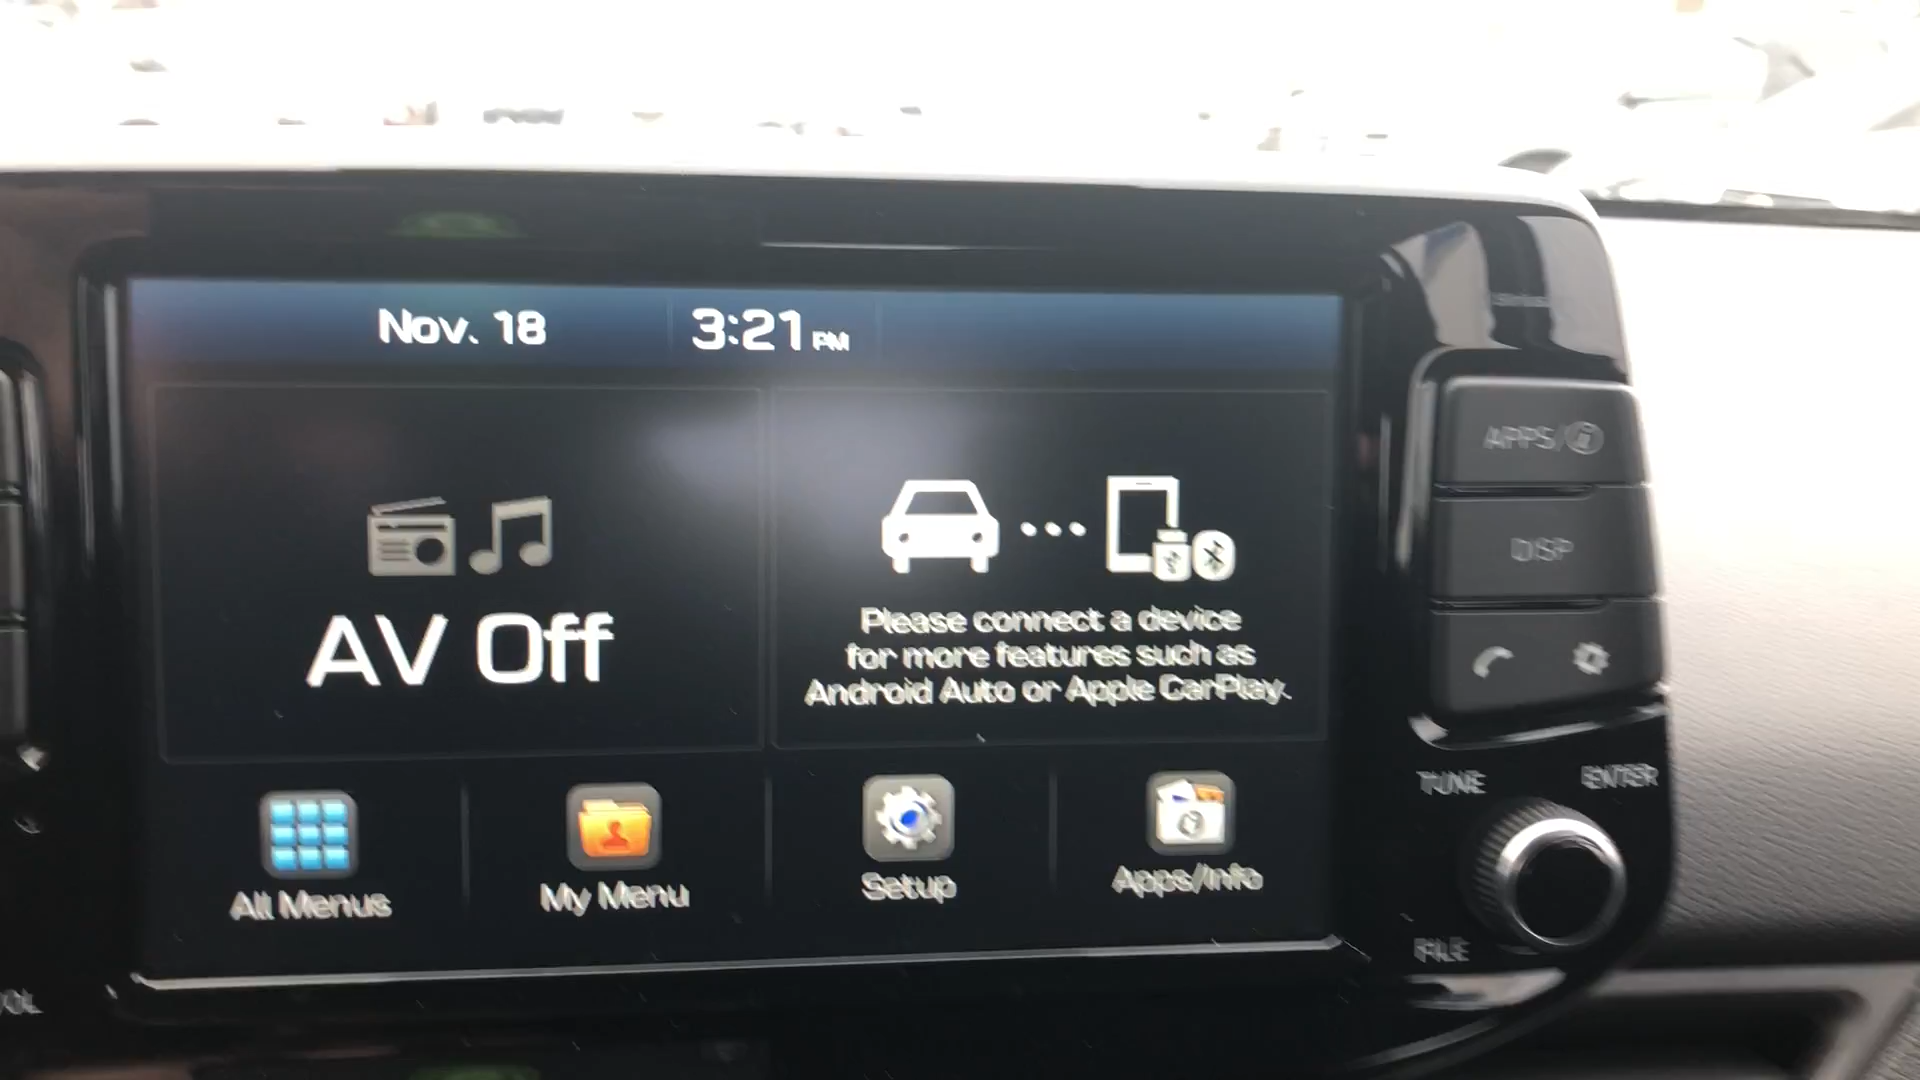 Nov. 18
3:21 PM
AV Off
Please connect a device
for more features such as
Android Auto or Apple CarPlay.
All Menus
My Menu
Setup
Apps/Info
APPS/
DISP
TUNE
ENTER
FILE